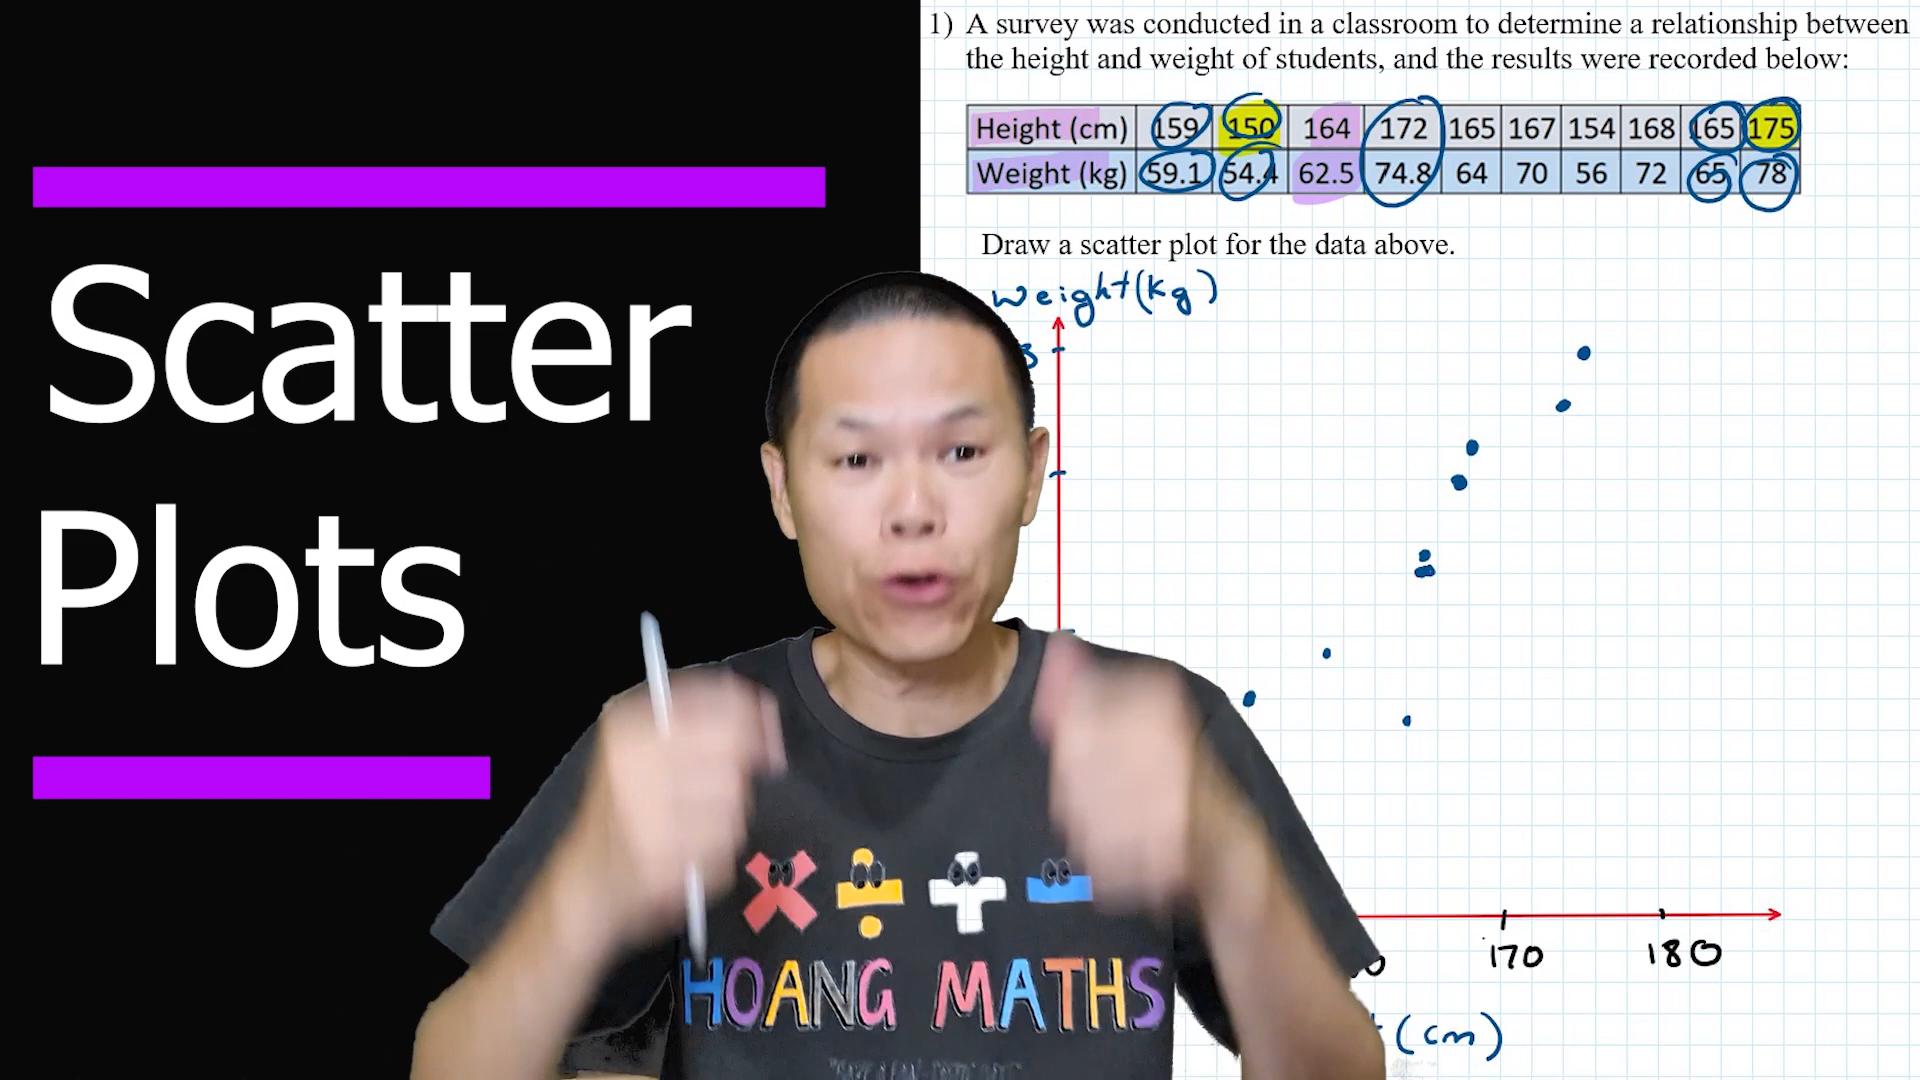 Scatter
Plots
1) A survey was conducted in a classroom to determine a relationship between
the height and weight of students, and the results were recorded below:
Height (cm) 159 150 164 172 165 167 154 168 165 175
Weight (kg) 59.1 54.4 62.5 74.8 64 70 56 72 65 78
Draw a scatter plot for the data above.
Weight (kg)
170 180
(cm)
HOANG MATHS